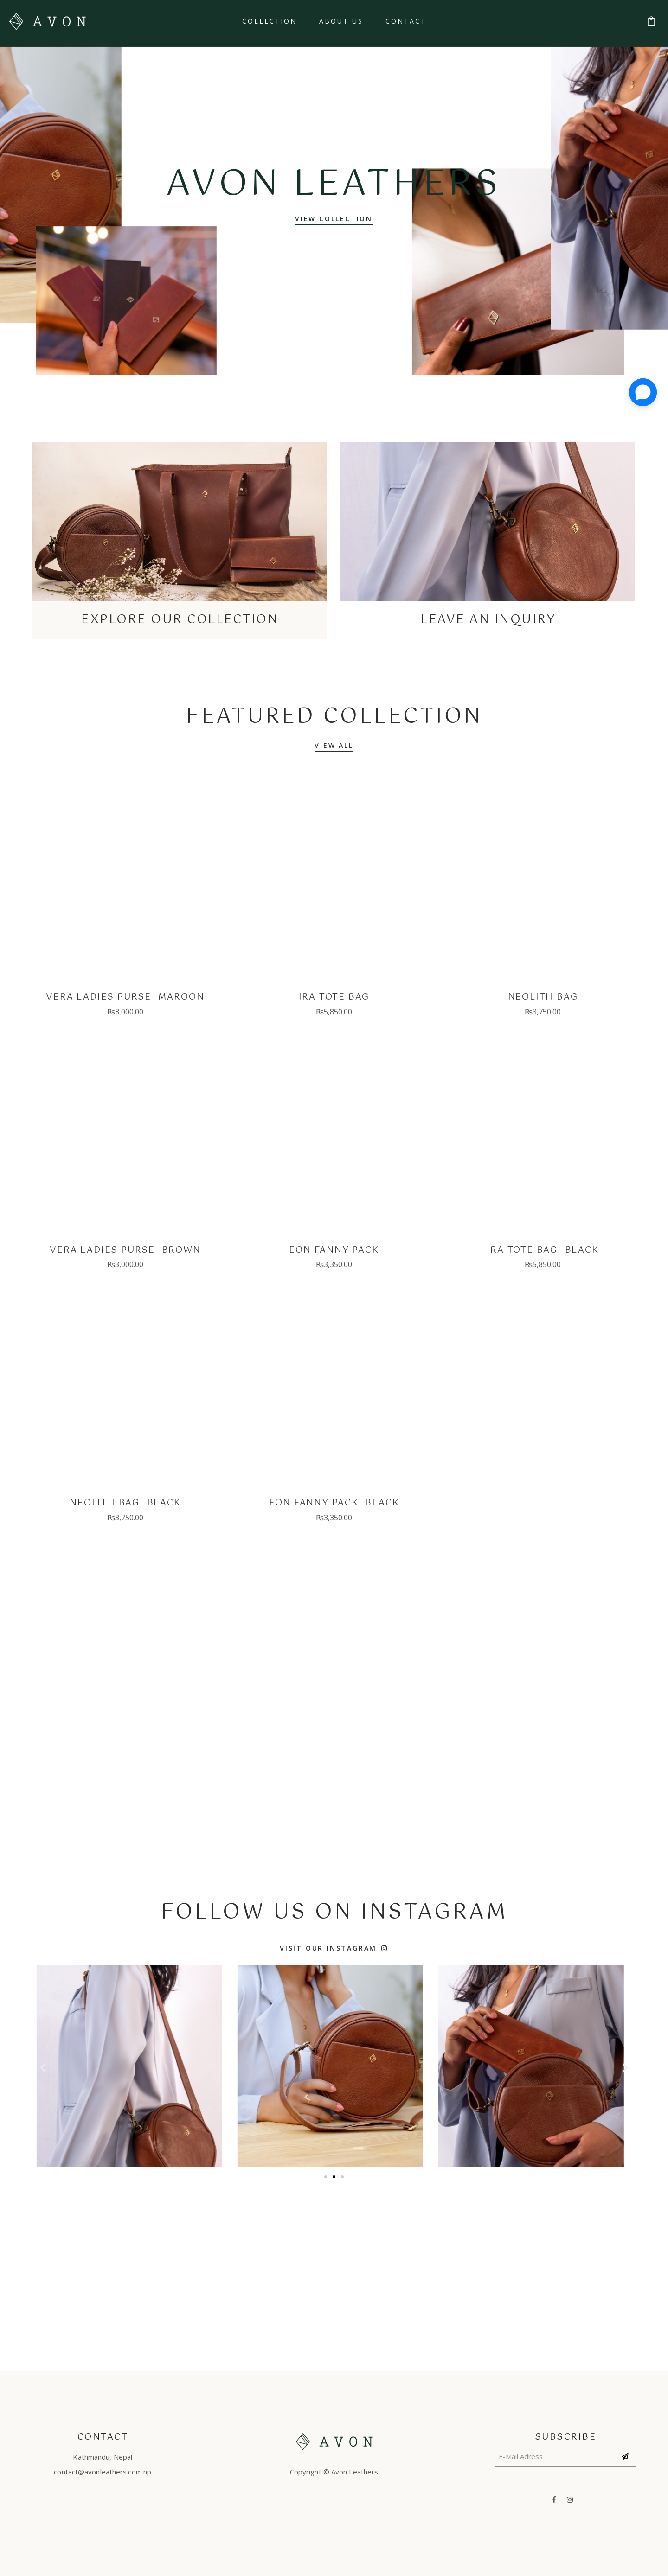 AVON
COLLECTION ABOUT US CONTACT
AVON LEATHERS
VIEW COLLECTION
EXPLORE OUR COLLECTION
LEAVE AN INQUIRY
FEATURED COLLECTION
VIEW ALL
VERA LADIES PURSE- MAROON
₨3,000.00
IRA TOTE BAG
₨5,850.00
NEOLITH BAG
₨3,750.00
VERA LADIES PURSE- BROWN
₨3,000.00
EON FANNY PACK
₨3,350.00
IRA TOTE BAG- BLACK
₨5,850.00
NEOLITH BAG- BLACK
₨3,750.00
EON FANNY PACK- BLACK
₨3,350.00
FOLLOW US ON INSTAGRAM
VISIT OUR INSTAGRAM
CONTACT
Kathmandu, Nepal
contact@avonleathers.com.np
AVON
Copyright © Avon Leathers
SUBSCRIBE
E-Mail Adress